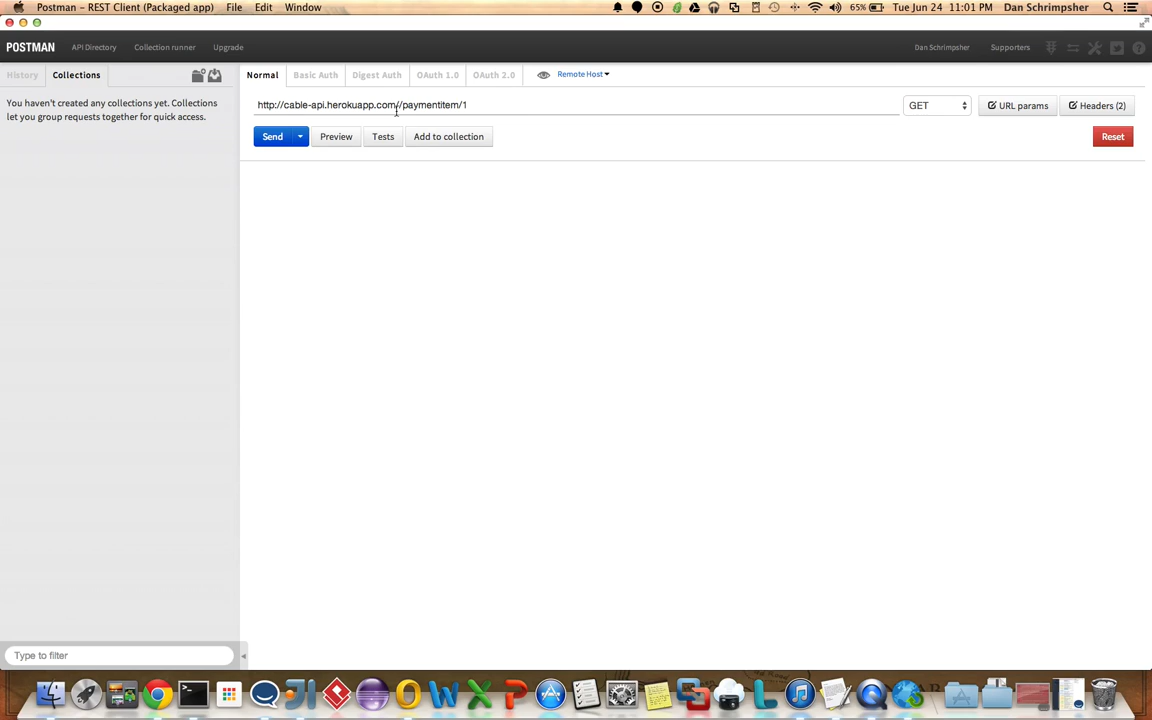 Postman - REST Client (Packaged app) File Edit Window 65% Tue Jun 24 11:01 PM Dan Schrimpsher
POSTMAN API Directory Collection runner Upgrade Dan Schrimpsher Supporters
History Collections Normal Basic Auth Digest Auth OAuth 1.0 OAuth 2.0 Remote Host
You haven't created any collections yet. Collections
let you group requests together for quick access.
http://cable-api.herokuapp.com//paymentitem/1 GET URL params Headers (2)
Send Preview Tests Add to collection Reset
Type to filter